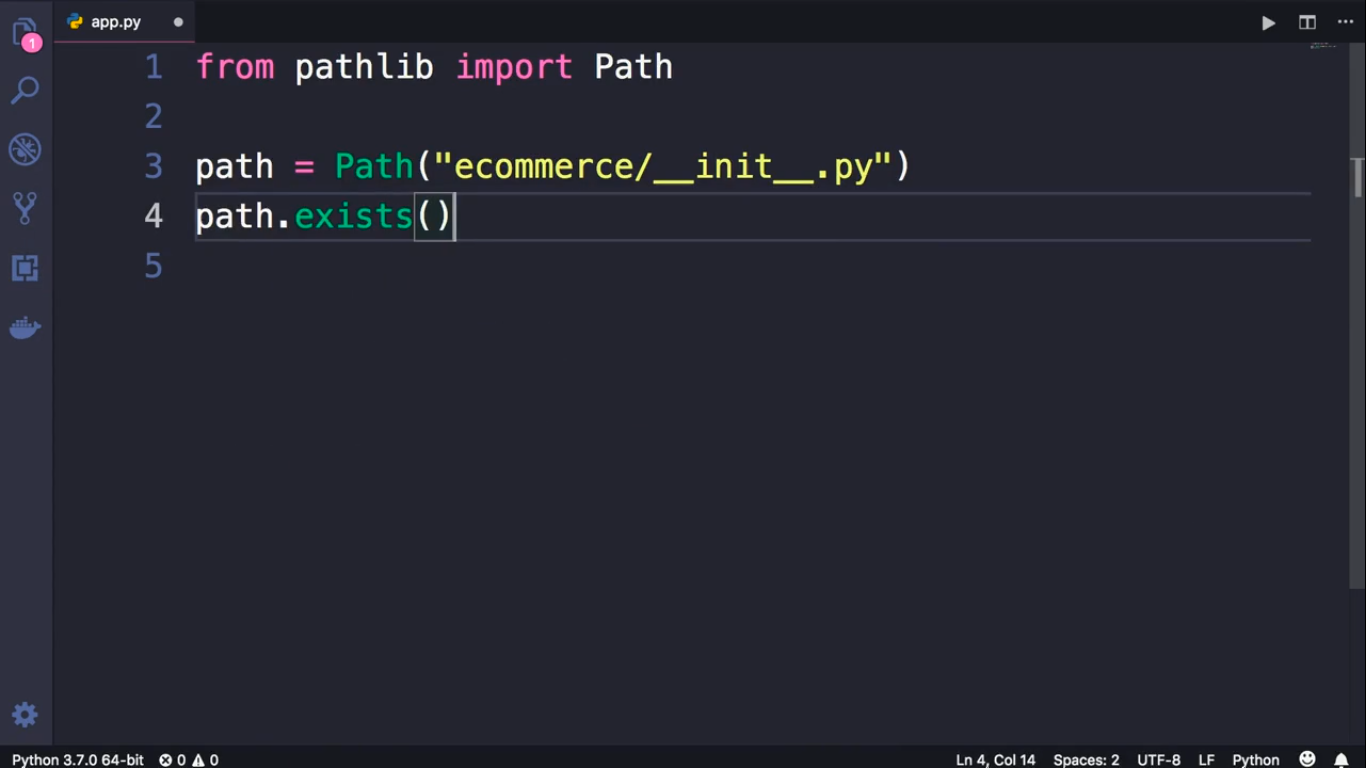 app.py
1
1 from pathlib import Path
2
3 path = Path("ecommerce/__init__.py")
4 path.exists()
5
Python 3.7.0 64-bit 0 0 Ln 4, Col 14 Spaces: 2 UTF-8 LF Python